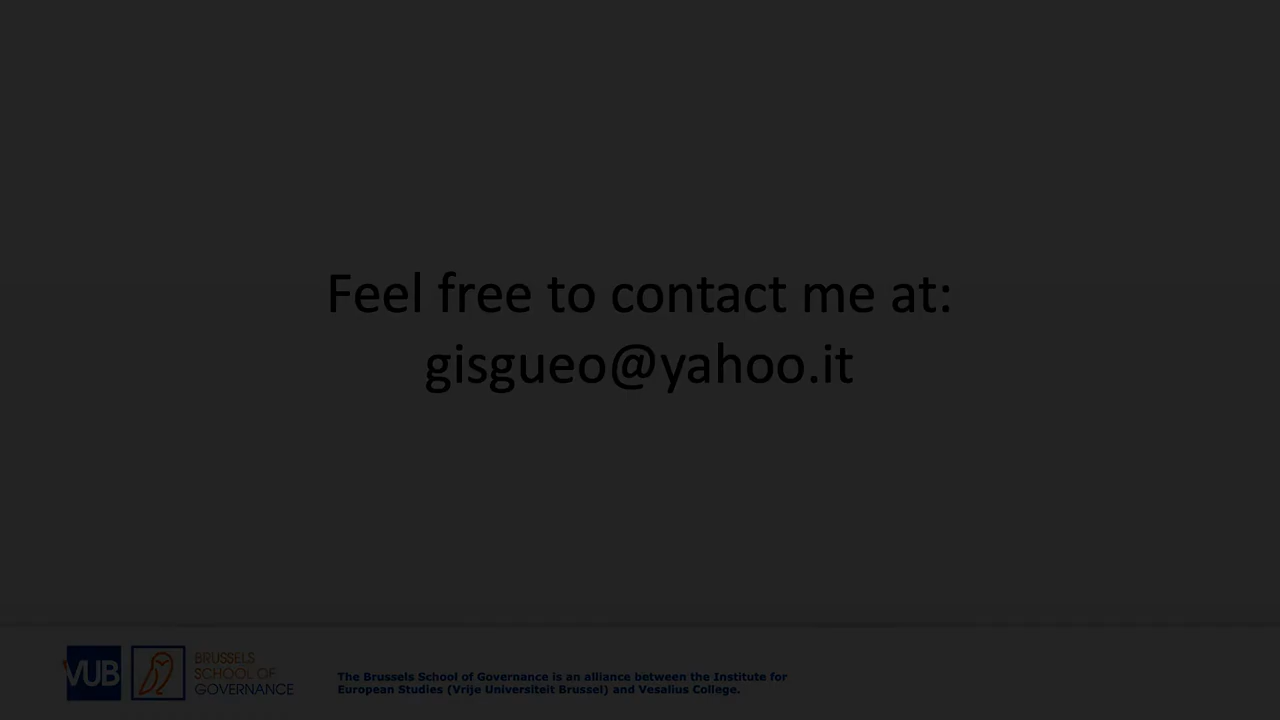 Feel free to contact me at:
gisgueo@yahoo.it
VUB
BRUSSELS
SCHOOL OF
GOVERNANCE
The Brussels School of Governance is an alliance between the Institute for
European Studies (Vrije Universiteit Brussel) and Vesalius College.